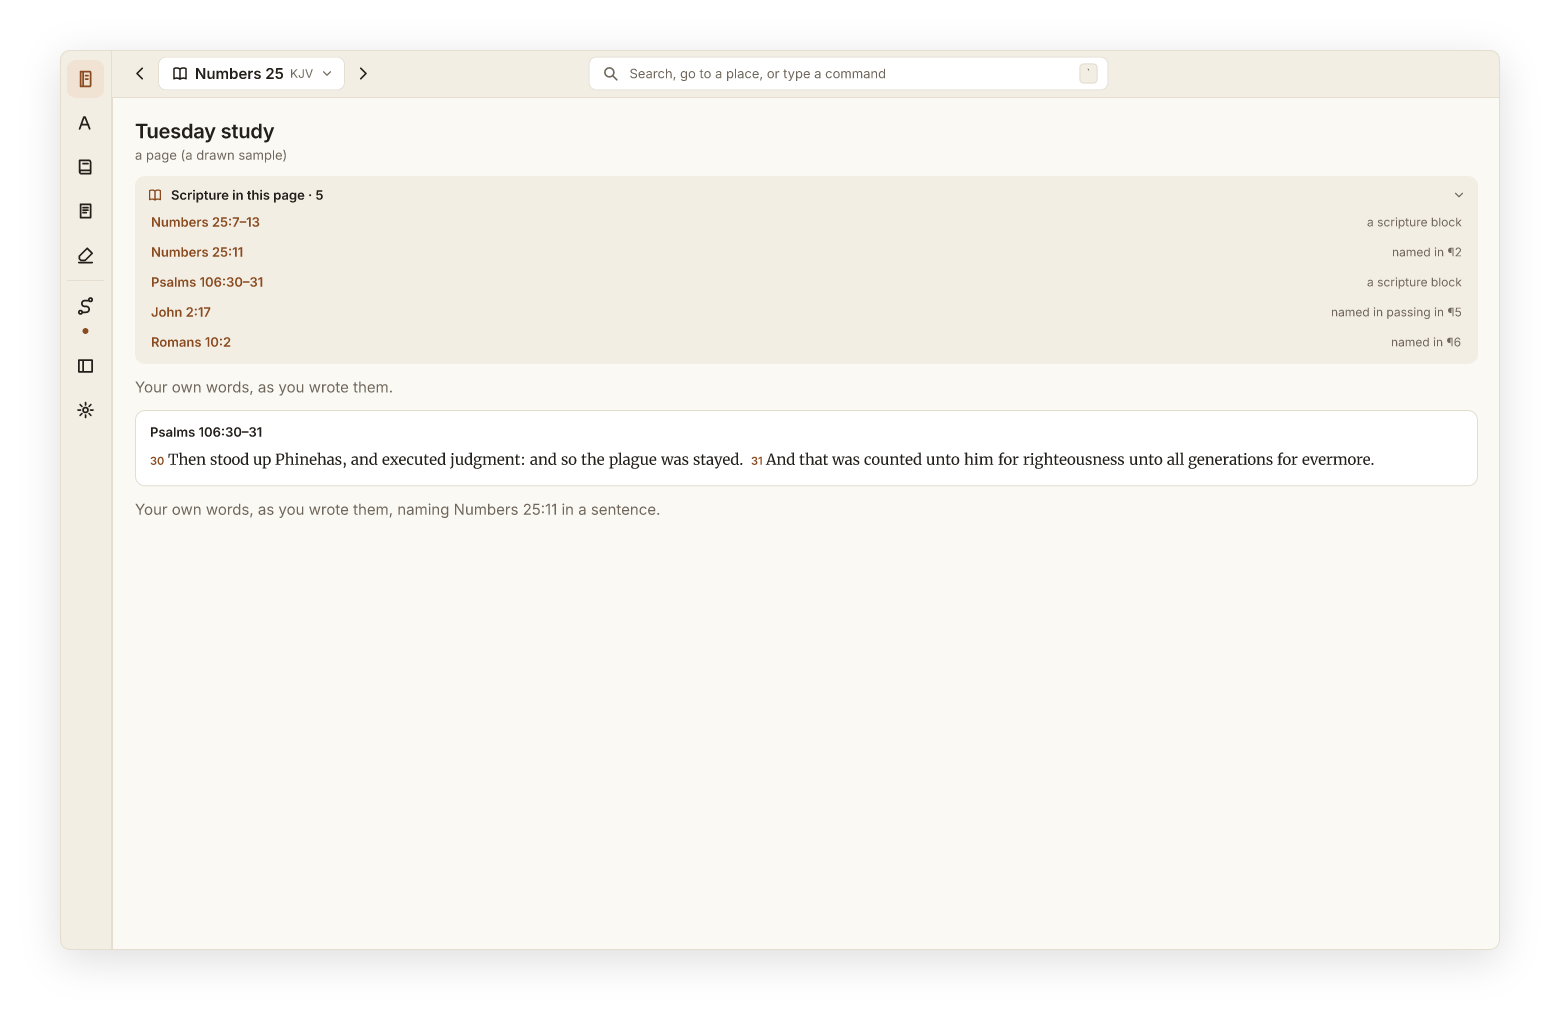 Numbers 25 KJV
Search, go to a place, or type a command
Tuesday study
a page (a drawn sample)
Scripture in this page · 5
Numbers 25:7–13 a scripture block
Numbers 25:11 named in ¶2
Psalms 106:30–31 a scripture block
John 2:17 named in passing in ¶5
Romans 10:2 named in ¶6
Your own words, as you wrote them.
Psalms 106:30–31
30 Then stood up Phinehas, and executed judgment: and so the plague was stayed. 31 And that was counted unto him for righteousness unto all generations for evermore.
Your own words, as you wrote them, naming Numbers 25:11 in a sentence.